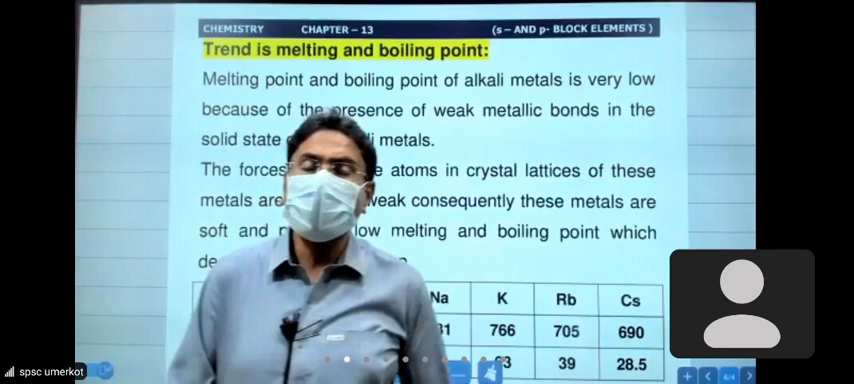 CHEMISTRY CHAPTER – 13 (s – AND p- BLOCK ELEMENTS )
Trend is melting and boiling point:
Melting point and boiling point of alkali metals is very low
because of the presence of weak metallic bonds in the
solid state metals.
The forces atoms in crystal lattices of these
metals are weak consequently these metals are
soft and low melting and boiling point which
Na K Rb Cs
766 705 690
39 28.5
4/4
spsc umerkot